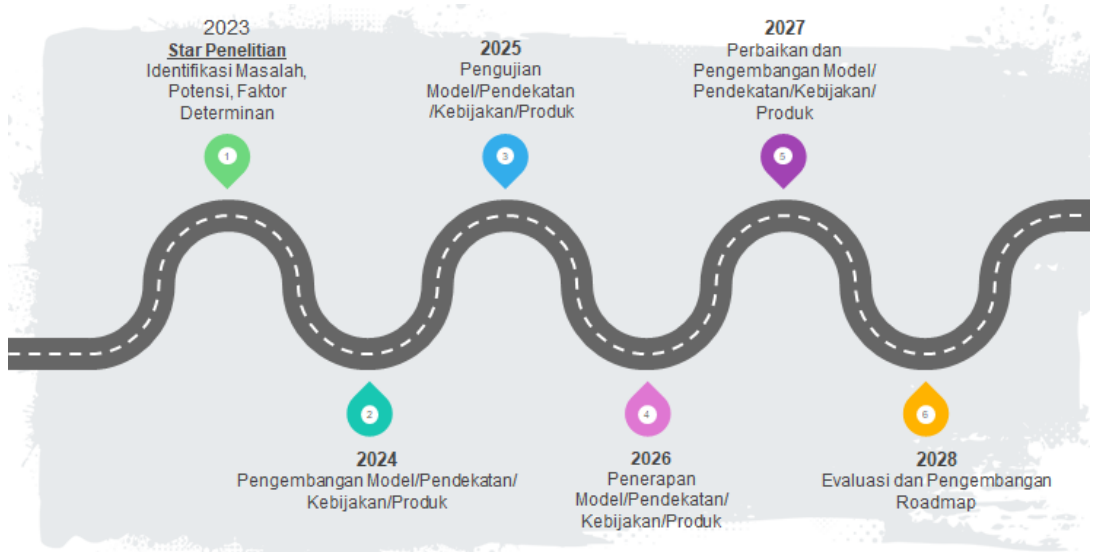 2023
Star Penelitian
Identifikasi Masalah,
Potensi, Faktor
Determinan
1
2024
Pengembangan Model/Pendekatan/
Kebijakan/Produk
2
2025
Pengujian
Model/Pendekatan
/Kebijakan/Produk
3
2026
Penerapan
Model/Pendekatan/
Kebijakan/Produk
4
2027
Perbaikan dan
Pengembangan Model/
Pendekatan/Kebijakan/
Produk
5
2028
Evaluasi dan Pengembangan
Roadmap
6